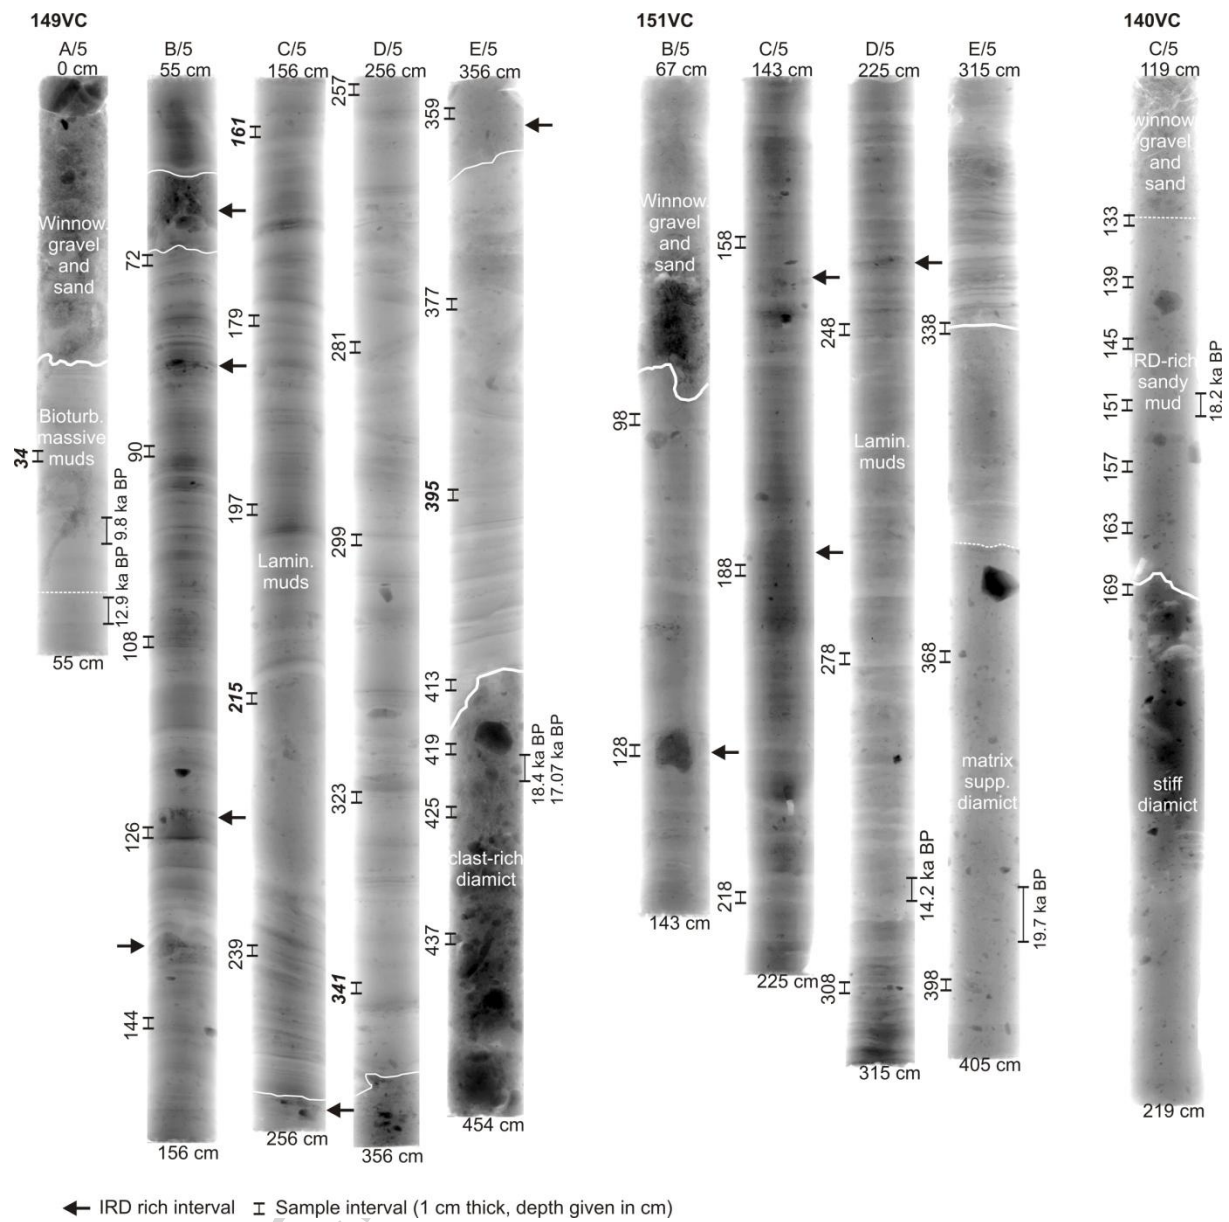 149VC
151VC
140VC
A/5
0 cm
B/5
55 cm
C/5
156 cm
D/5
256 cm
E/5
356 cm
B/5
67 cm
C/5
143 cm
D/5
225 cm
E/5
315 cm
C/5
119 cm
Winnow.
gravel
and
sand
Bioturb.
massive
muds
34
9.8 ka BP
12.9 ka BP
55 cm
72
90
108
126
144
156 cm
161
179
197
Lamin.
muds
215
239
256 cm
257
281
299
323
341
356 cm
359
377
395
413
419
425
437
18.4 ka BP
17.07 ka BP
clast-rich
diamict
454 cm
Winnow.
gravel
and
sand
98
128
143 cm
158
188
218
225 cm
248
Lamin.
muds
278
308
14.2 ka BP
315 cm
338
368
398
matrix
supp.
diamict
19.7 ka BP
405 cm
winnow.
gravel
and
sand
133
139
145
151
157
163
169
IRD-rich
sandy
mud
18.2 ka BP
stiff
diamict
219 cm
IRD rich interval
Sample interval (1 cm thick, depth given in cm)